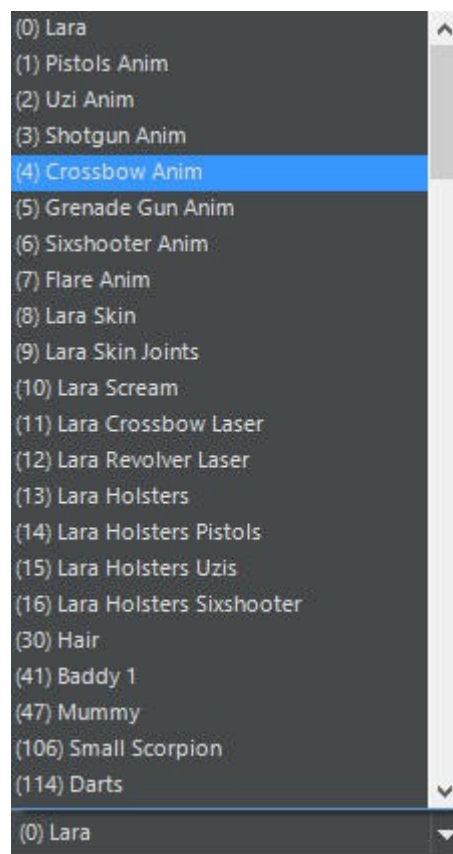 (0) Lara
(1) Pistols Anim
(2) Uzi Anim
(3) Shotgun Anim
(4) Crossbow Anim
(5) Grenade Gun Anim
(6) Sixshooter Anim
(7) Flare Anim
(8) Lara Skin
(9) Lara Skin Joints
(10) Lara Scream
(11) Lara Crossbow Laser
(12) Lara Revolver Laser
(13) Lara Holsters
(14) Lara Holsters Pistols
(15) Lara Holsters Uzis
(16) Lara Holsters Sixshooter
(30) Hair
(41) Baddy 1
(47) Mummy
(106) Small Scorpion
(114) Darts
(0) Lara